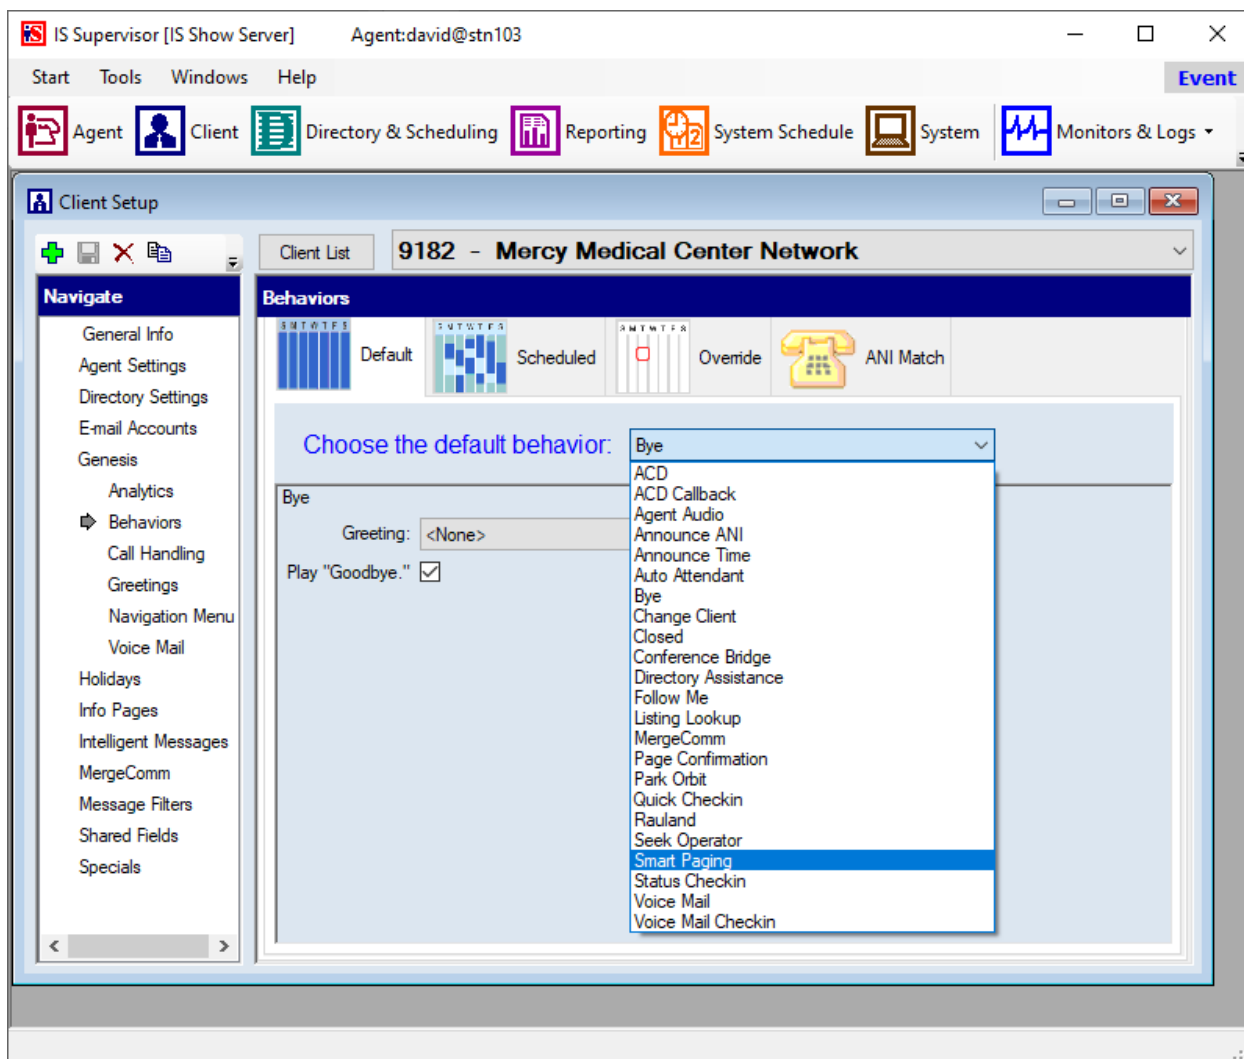 IS Supervisor [IS Show Server] Agent:david@stn103
Start Tools Windows Help Event
Agent Client Directory & Scheduling Reporting System Schedule System Monitors & Logs
Client Setup
Client List 9182 - Mercy Medical Center Network
Navigate
General Info
Agent Settings
Directory Settings
E-mail Accounts
Genesis
Analytics
Behaviors
Call Handling
Greetings
Navigation Menu
Voice Mail
Holidays
Info Pages
Intelligent Messages
MergeComm
Message Filters
Shared Fields
Specials
Behaviors
S M T W T F S Default S M T W T F S Scheduled S M T W T F S Override ANI Match
Choose the default behavior: Bye
Bye
Greeting: <None>
Play "Goodbye."
ACD
ACD Callback
Agent Audio
Announce ANI
Announce Time
Auto Attendant
Bye
Change Client
Closed
Conference Bridge
Directory Assistance
Follow Me
Listing Lookup
MergeComm
Page Confirmation
Park Orbit
Quick Checkin
Rauland
Seek Operator
Smart Paging
Status Checkin
Voice Mail
Voice Mail Checkin